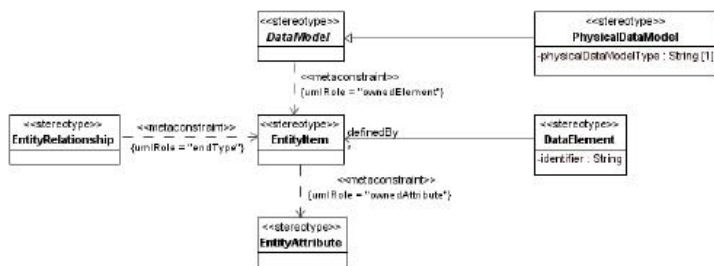 <<stereotype>>
DataModel
<<stereotype>>
PhysicalDataModel
-physicalDataModelType : String [1]
<<metaconstraint>>
{umlRole = "ownedElement"}
<<stereotype>>
EntityRelationship
<<metaconstraint>>
{umlRole = "endType"}
<<stereotype>>
EntityItem
definedBy
<<stereotype>>
DataElement
-identifier : String
<<metaconstraint>>
{umlRole = "ownedAttribute"}
<<stereotype>>
EntityAttribute